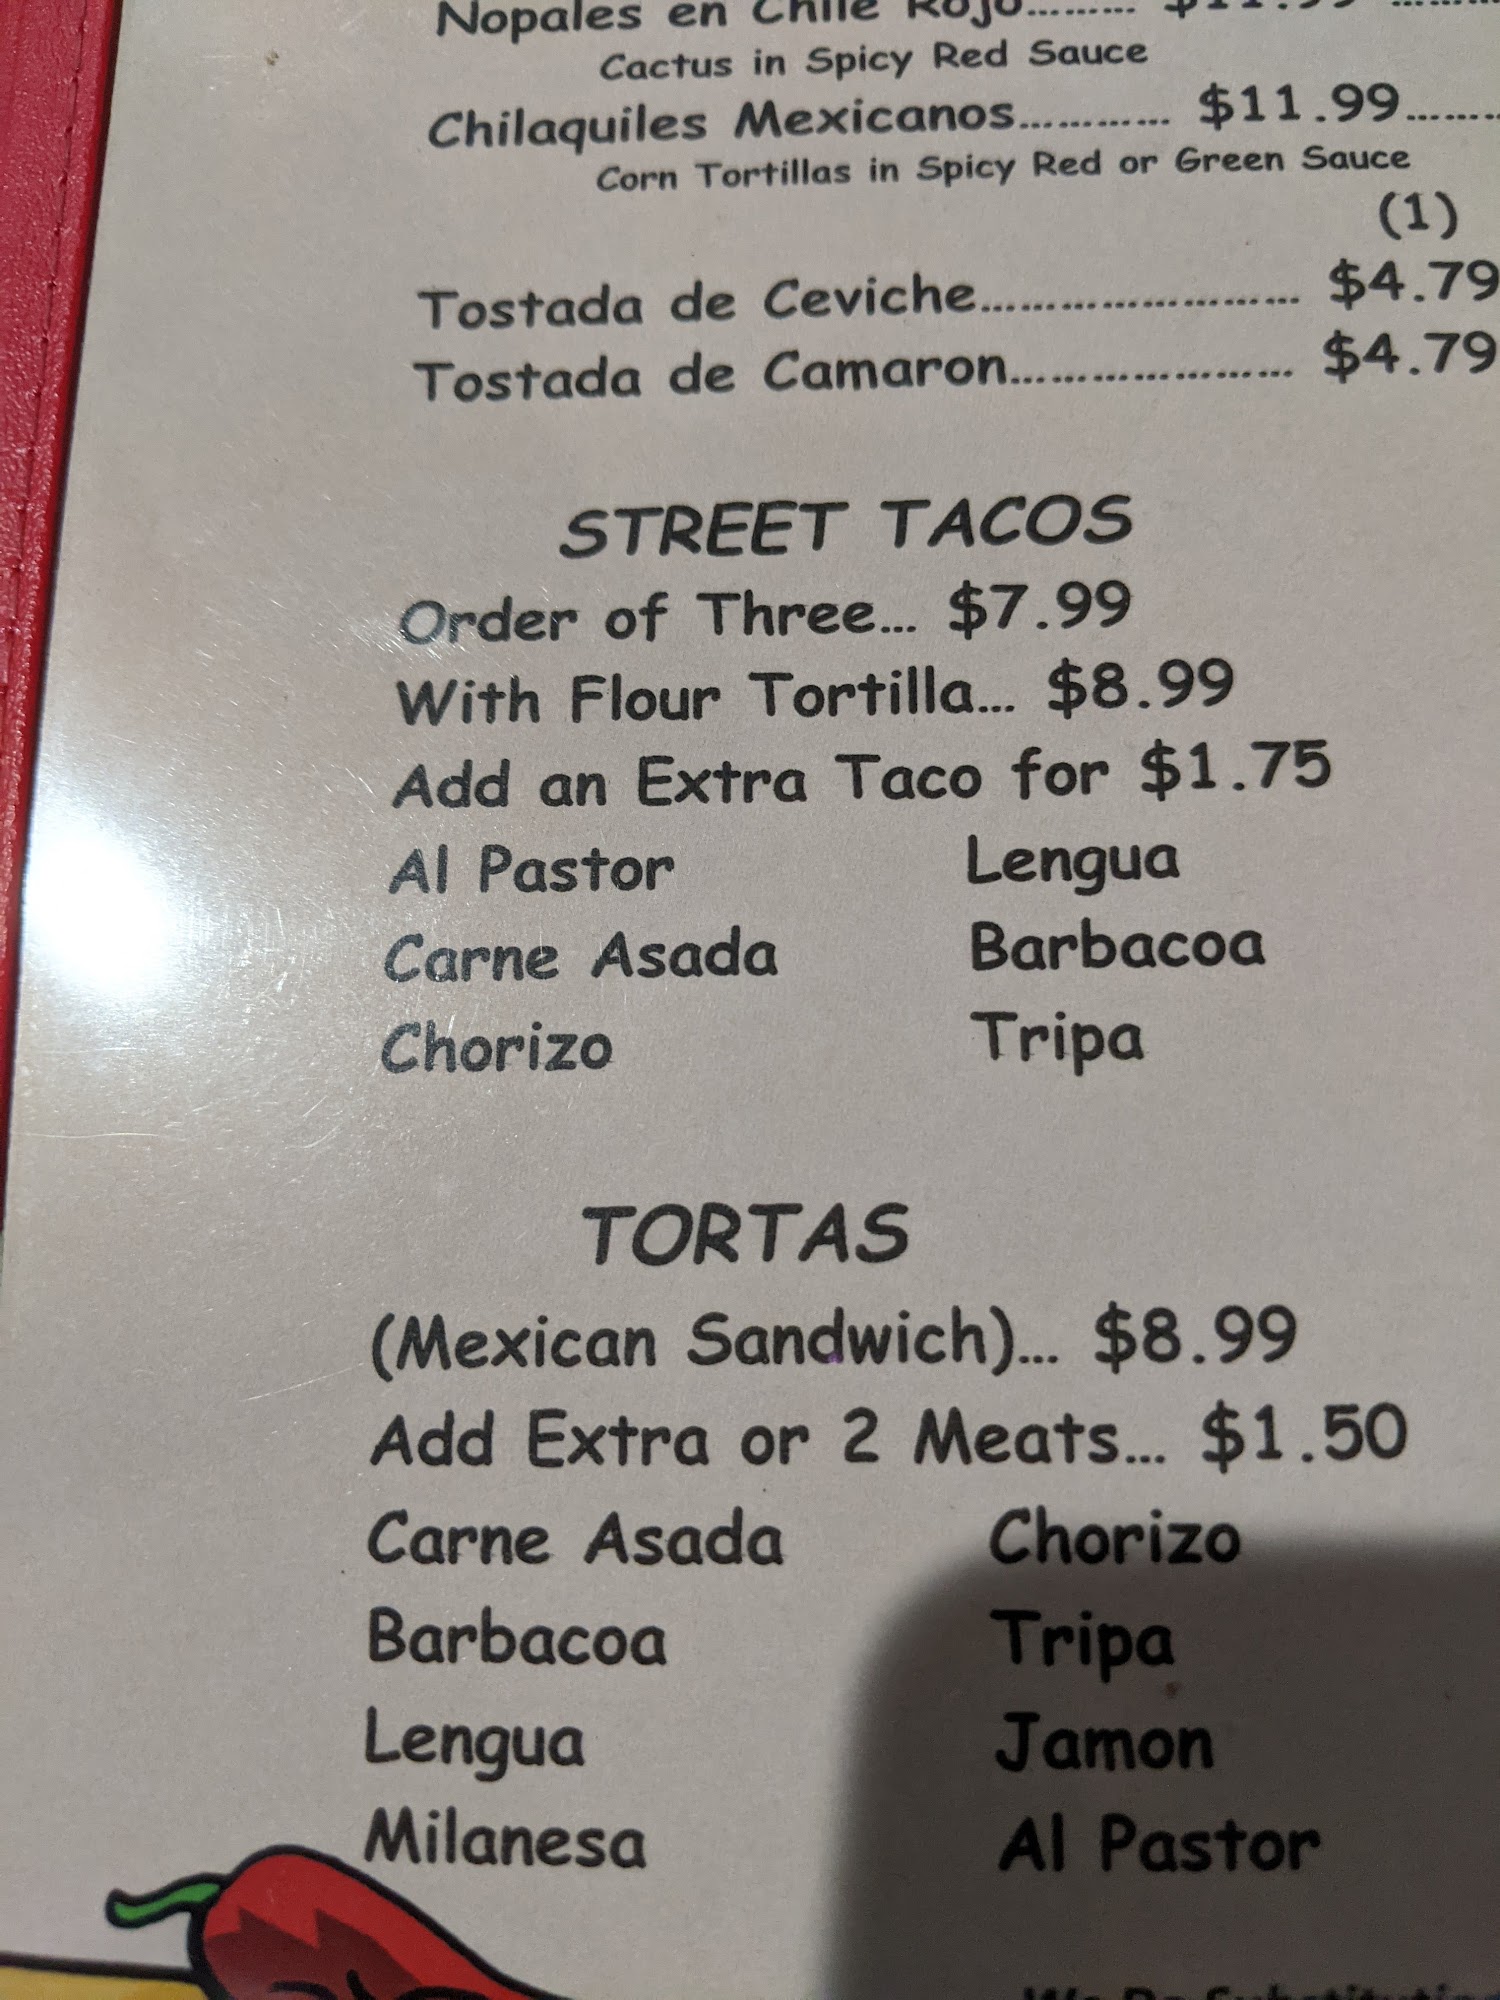 Nopales en Chile Rojo.........
Cactus in Spicy Red Sauce
Chilaquiles Mexicanos............ $11.99.......
Corn Tortillas in Spicy Red or Green Sauce
(1)
Tostada de Ceviche........................ $4.79
Tostada de Camaron..................... $4.79
STREET TACOS
Order of Three... $7.99
With Flour Tortilla... $8.99
Add an Extra Taco for $1.75
Al Pastor Lengua
Carne Asada Barbacoa
Chorizo Tripa
TORTAS
(Mexican Sandwich)... $8.99
Add Extra or 2 Meats... $1.50
Carne Asada Chorizo
Barbacoa Tripa
Lengua Jamon
Milanesa Al Pastor